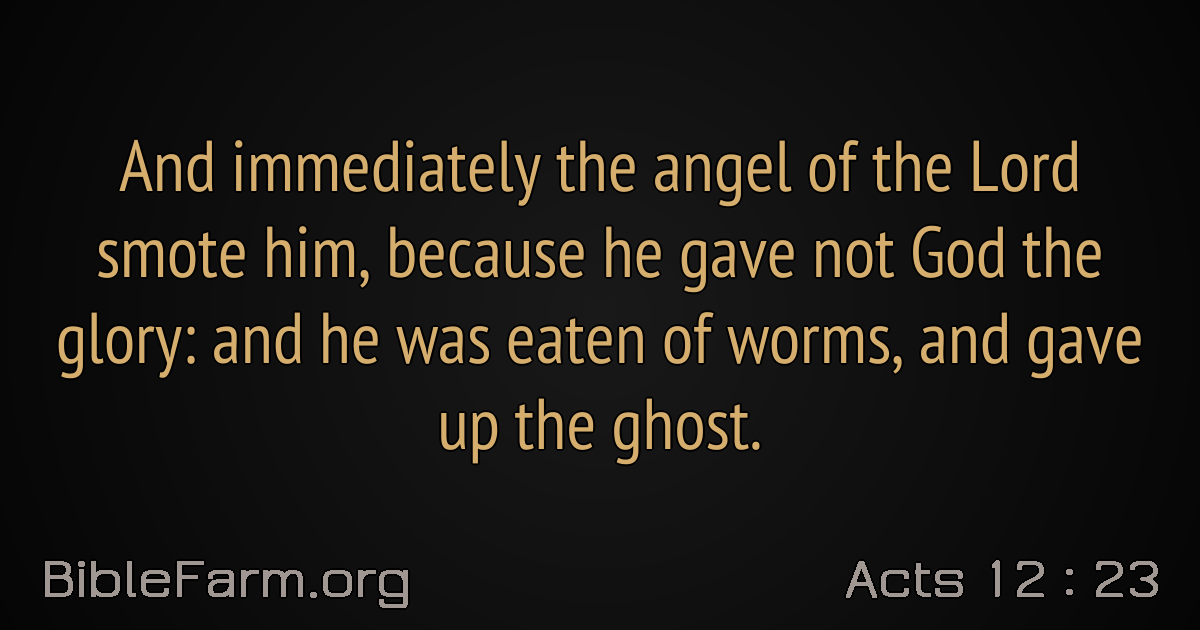 And immediately the angel of the Lord
smote him, because he gave not God the
glory: and he was eaten of worms, and gave
up the ghost.
BibleFarm.org
Acts 12 : 23